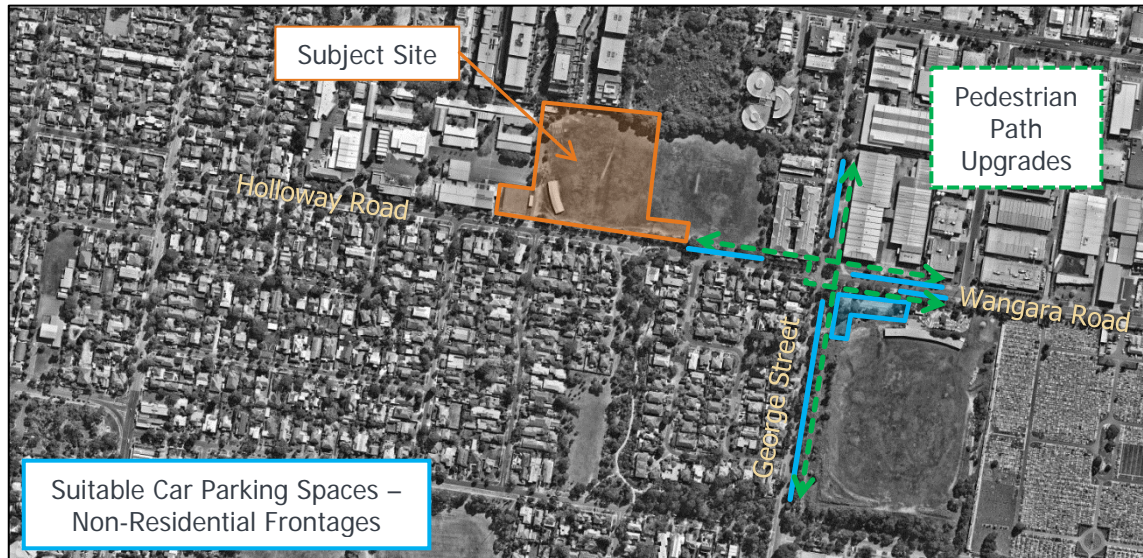 Subject Site
Pedestrian
Path
Upgrades
Holloway Road
Wangara Road
George Street
Suitable Car Parking Spaces –
Non-Residential Frontages